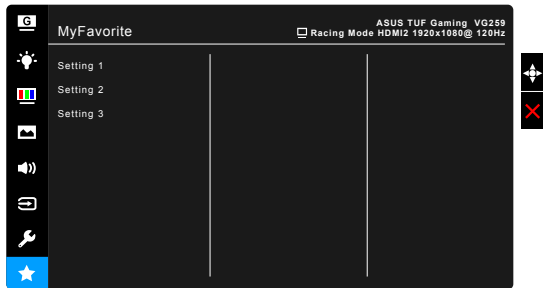 G
MyFavorite
ASUS TUF Gaming VG259
Racing Mode HDMI2 1920x1080@ 120Hz
Setting 1
Setting 2
Setting 3